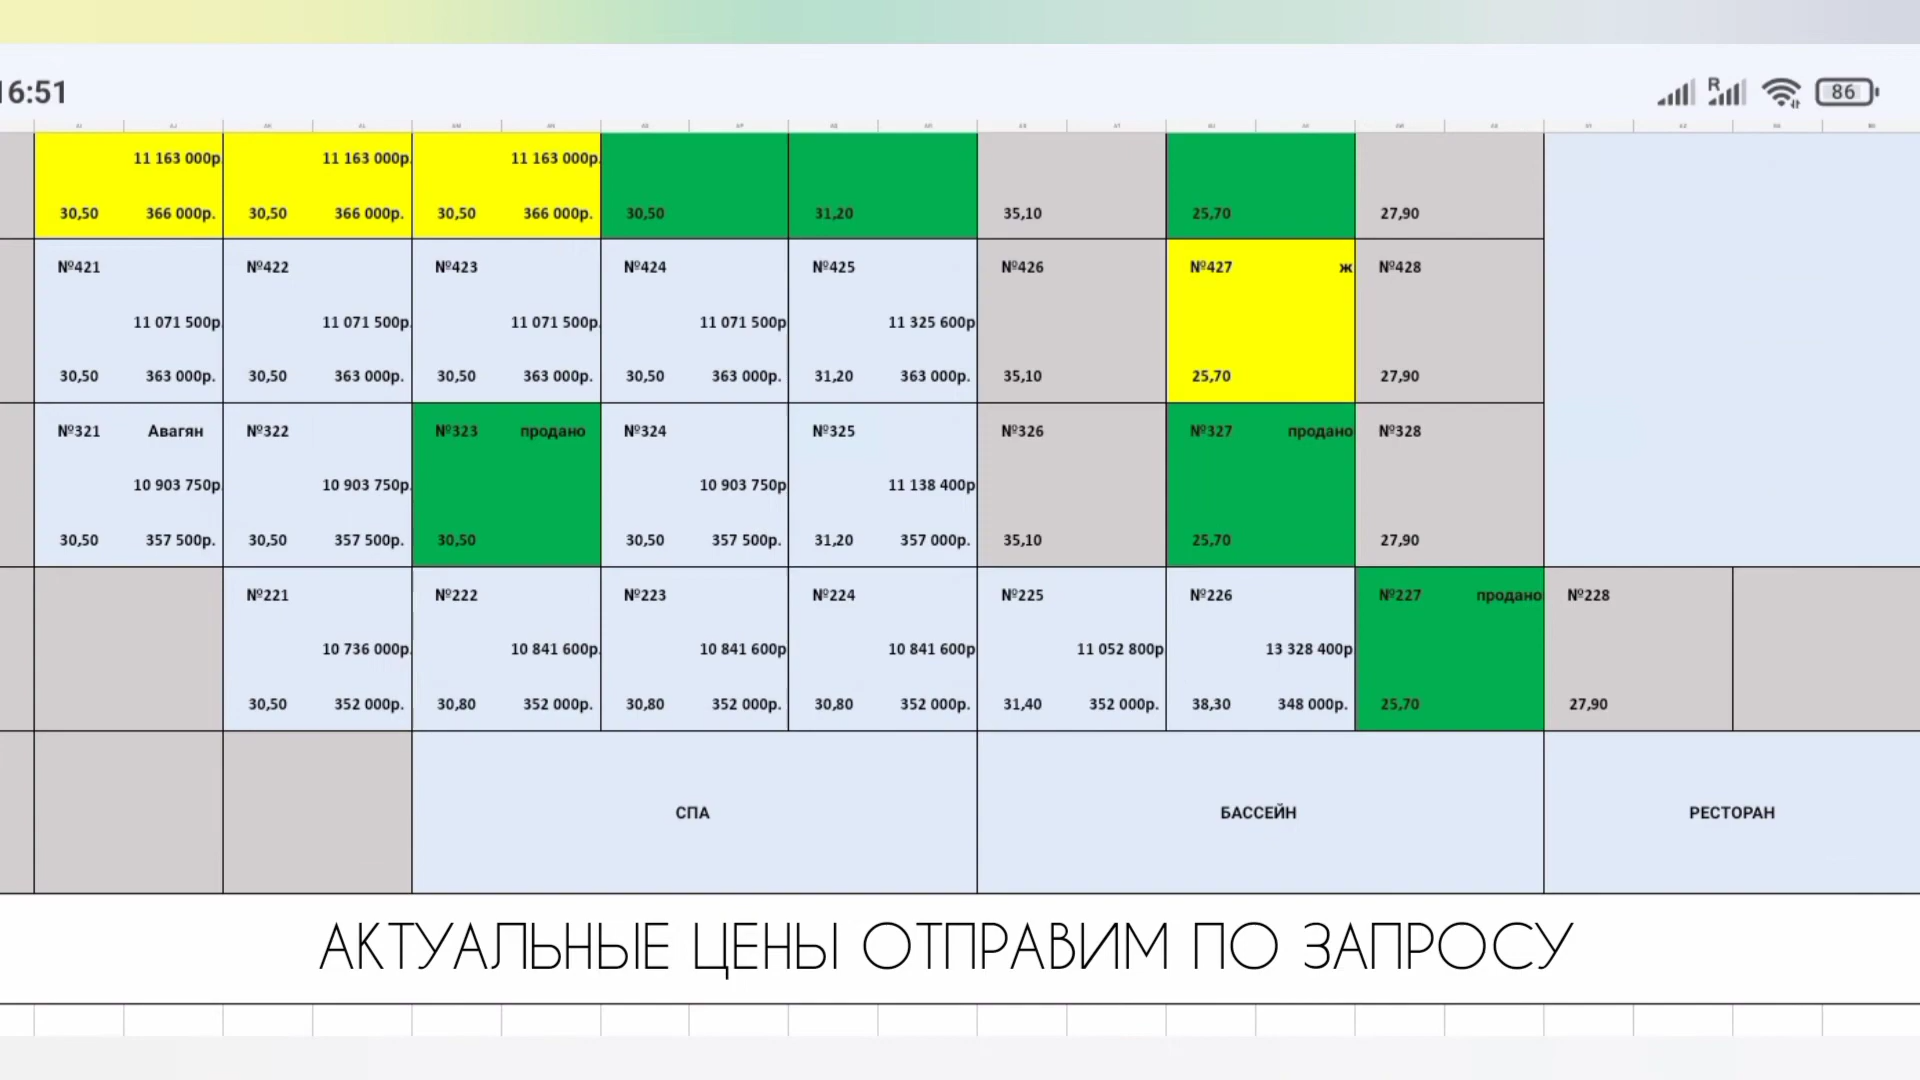 16:51
R
86
11 163 000р. 11 163 000р. 11 163 000р.
30,50 366 000р. 30,50 366 000р. 30,50 366 000р. 30,50 31,20 35,10 25,70 27,90
№421 №422 №423 №424 №425 №426 №427 ж №428
11 071 500р. 11 071 500р. 11 071 500р. 11 071 500р 11 325 600р
30,50 363 000р. 30,50 363 000р. 30,50 363 000р. 30,50 363 000р. 31,20 363 000р. 35,10 25,70 27,90
№321 Авагян №322 №323 продано №324 №325 №326 №327 продано №328
10 903 750р. 10 903 750р. 10 903 750р 11 138 400р
30,50 357 500р. 30,50 357 500р. 30,50 30,50 357 500р. 31,20 357 000р. 35,10 25,70 27,90
№221 №222 №223 №224 №225 №226 №227 продано №228
10 736 000р. 10 841 600р. 10 841 600р 10 841 600р 11 052 800р 13 328 400р
30,50 352 000р. 30,80 352 000р. 30,80 352 000р. 30,80 352 000р. 31,40 352 000р. 38,30 348 000р. 25,70 27,90
СПА БАССЕЙН РЕСТОРАН
АКТУАЛЬНЫЕ ЦЕНЫ ОТПРАВИМ ПО ЗАПРОСУ